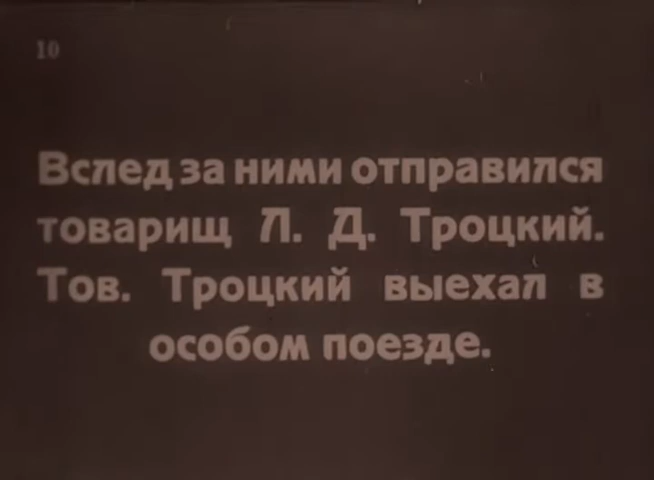 10
Вслед за ними отправился
товарищ Л. Д. Троцкий.
Тов. Троцкий выехал в
особом поезде.